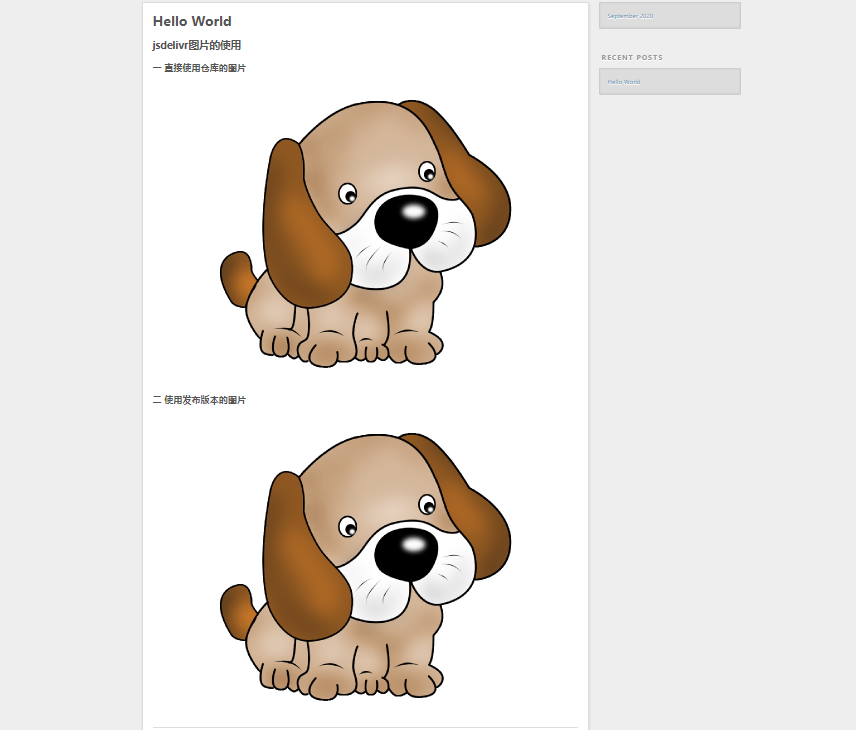 Hello World
jsdelivr图片的使用
一 直接使用仓库的图片
二 使用发布版本的图片
September 2020
RECENT POSTS
Hello World